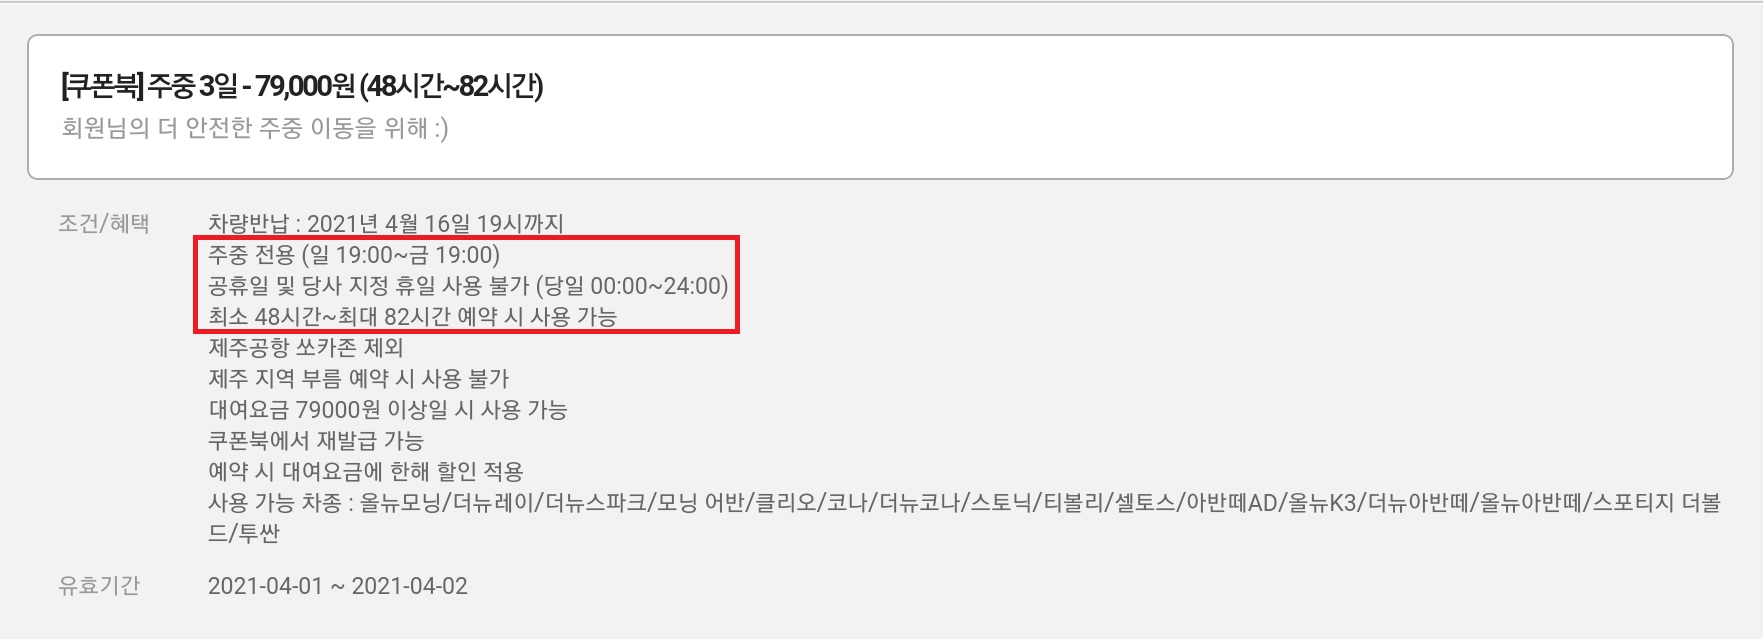 [쿠폰북] 주중 3일 - 79,000원 (48시간~82시간)
회원님의 더 안전한 주중 이동을 위해 :)
조건/혜택
차량반납 : 2021년 4월 16일 19시까지
주중 전용 (일 19:00~금 19:00)
공휴일 및 당사 지정 휴일 사용 불가 (당일 00:00~24:00)
최소 48시간~최대 82시간 예약 시 사용 가능
제주공항 쏘카존 제외
제주 지역 부름 예약 시 사용 불가
대여요금 79000원 이상일 시 사용 가능
쿠폰북에서 재발급 가능
예약 시 대여요금에 한해 할인 적용
사용 가능 차종 : 올뉴모닝/더뉴레이/더뉴스파크/모닝 어반/클리오/코나/더뉴코나/스토닉/티볼리/셀토스/아반떼AD/올뉴K3/더뉴아반떼/올뉴아반떼/스포티지 더볼
드/투싼
유효기간
2021-04-01 ~ 2021-04-02